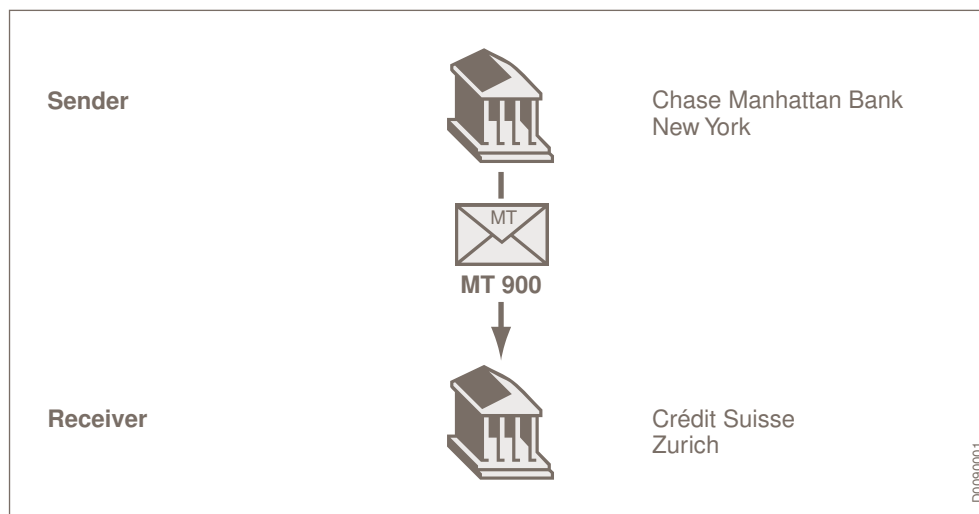 Sender
Chase Manhattan Bank
New York
MT
MT 900
Receiver
Crédit Suisse
Zurich
D0090001